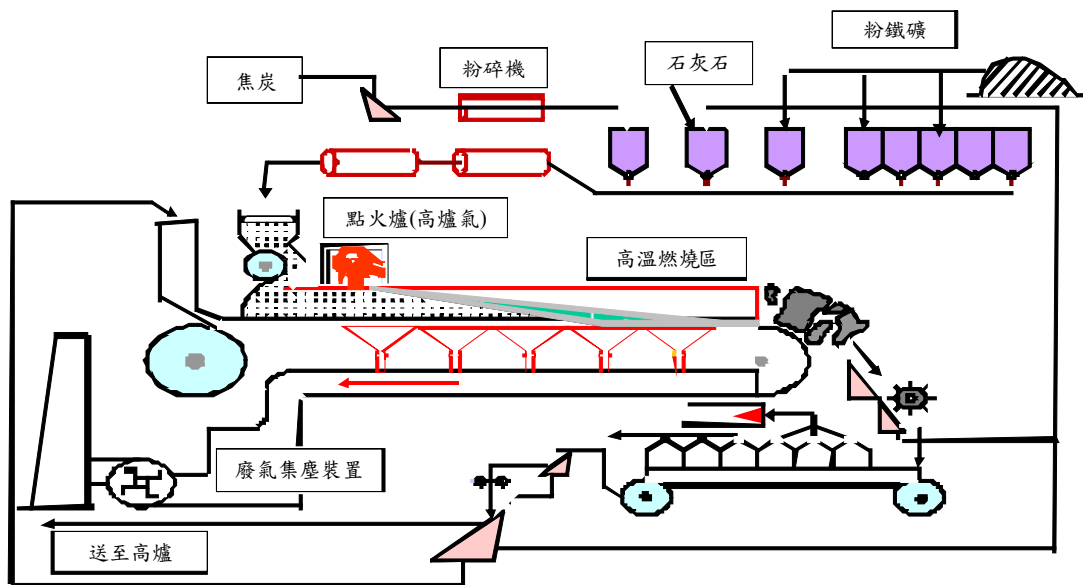 粉鐵礦
石灰石
粉碎機
焦炭
點火爐(高爐氣)
高溫燃燒區
廢氣集塵裝置
送至高爐